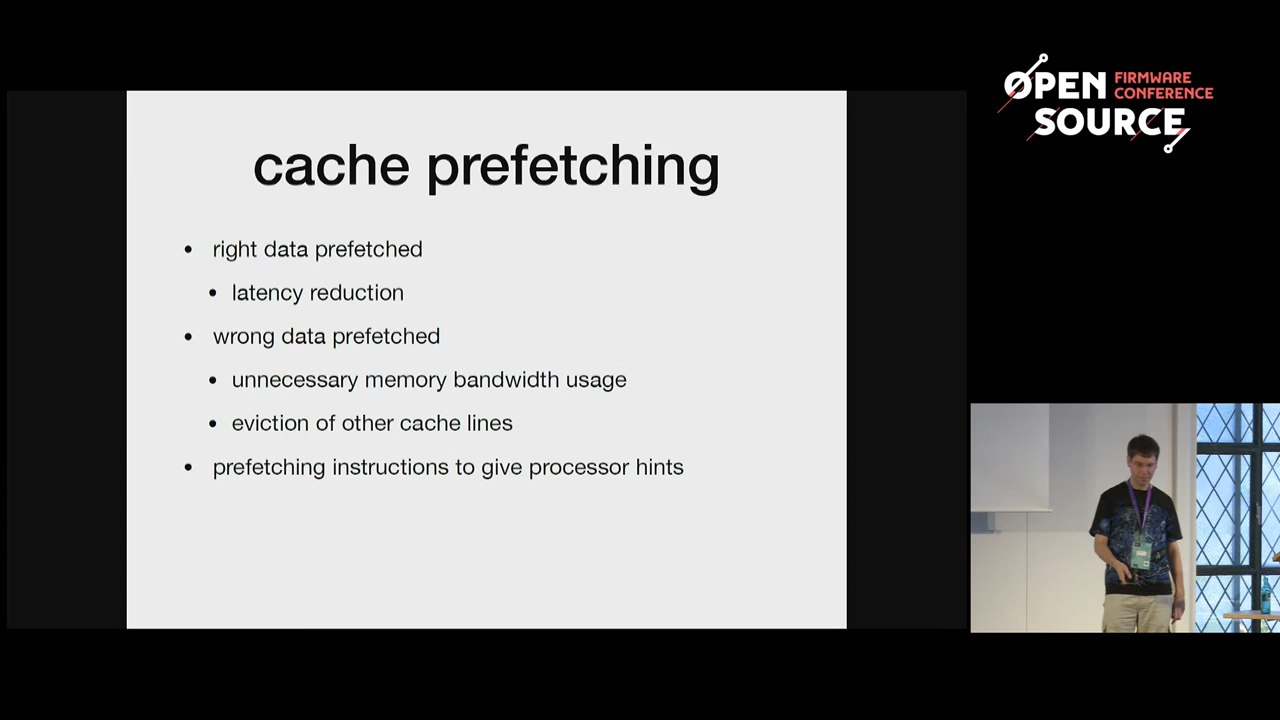 cache prefetching
• right data prefetched
• latency reduction
• wrong data prefetched
• unnecessary memory bandwidth usage
• eviction of other cache lines
• prefetching instructions to give processor hints
OPEN FIRMWARE
CONFERENCE
SOURCE